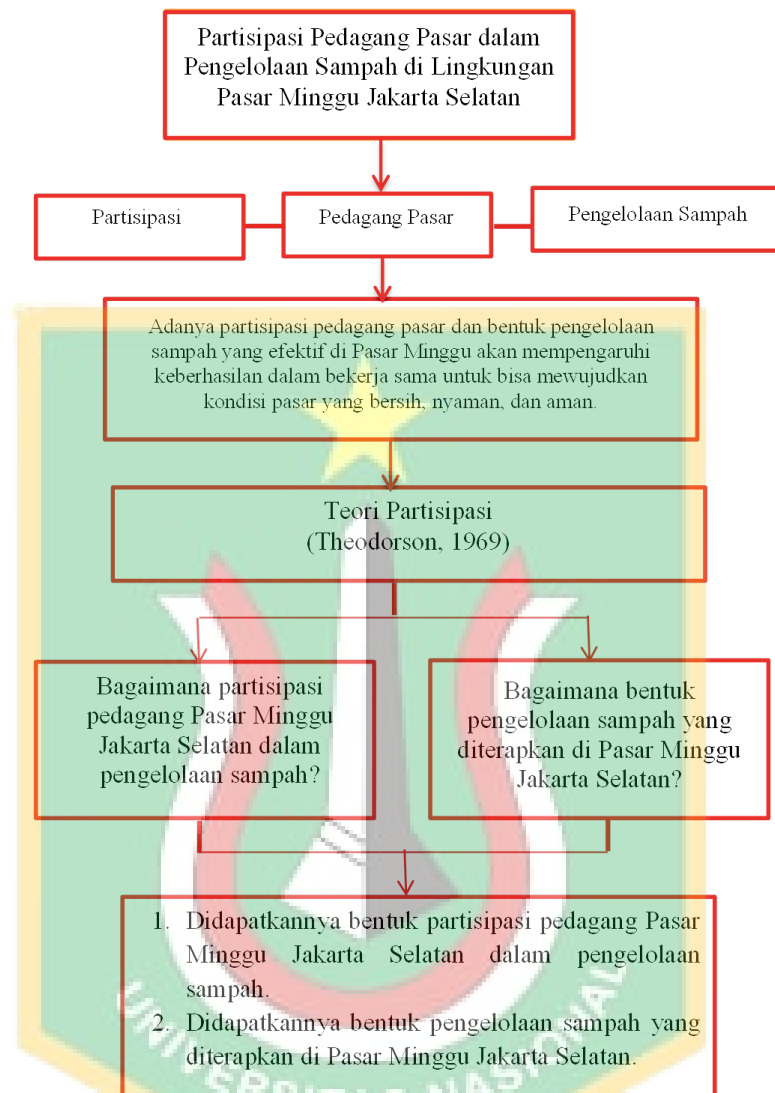 Partisipasi Pedagang Pasar dalam
Pengelolaan Sampah di Lingkungan
Pasar Minggu Jakarta Selatan
Partisipasi
Pedagang Pasar
Pengelolaan Sampah
Adanya partisipasi pedagang pasar dan bentuk pengelolaan
sampah yang efektif di Pasar Minggu akan mempengaruhi
keberhasilan dalam bekerja sama untuk bisa mewujudkan
kondisi pasar yang bersih, nyaman, dan aman.
Teori Partisipasi
(Theodorson, 1969)
Bagaimana partisipasi
pedagang Pasar Minggu
Jakarta Selatan dalam
pengelolaan sampah?
Bagaimana bentuk
pengelolaan sampah yang
diterapkan di Pasar Minggu
Jakarta Selatan?
1. Didapatkannya bentuk partisipasi pedagang Pasar
Minggu Jakarta Selatan dalam pengelolaan
sampah.
2. Didapatkannya bentuk pengelolaan sampah yang
diterapkan di Pasar Minggu Jakarta Selatan.
UNIVERSITAS NASIONAL